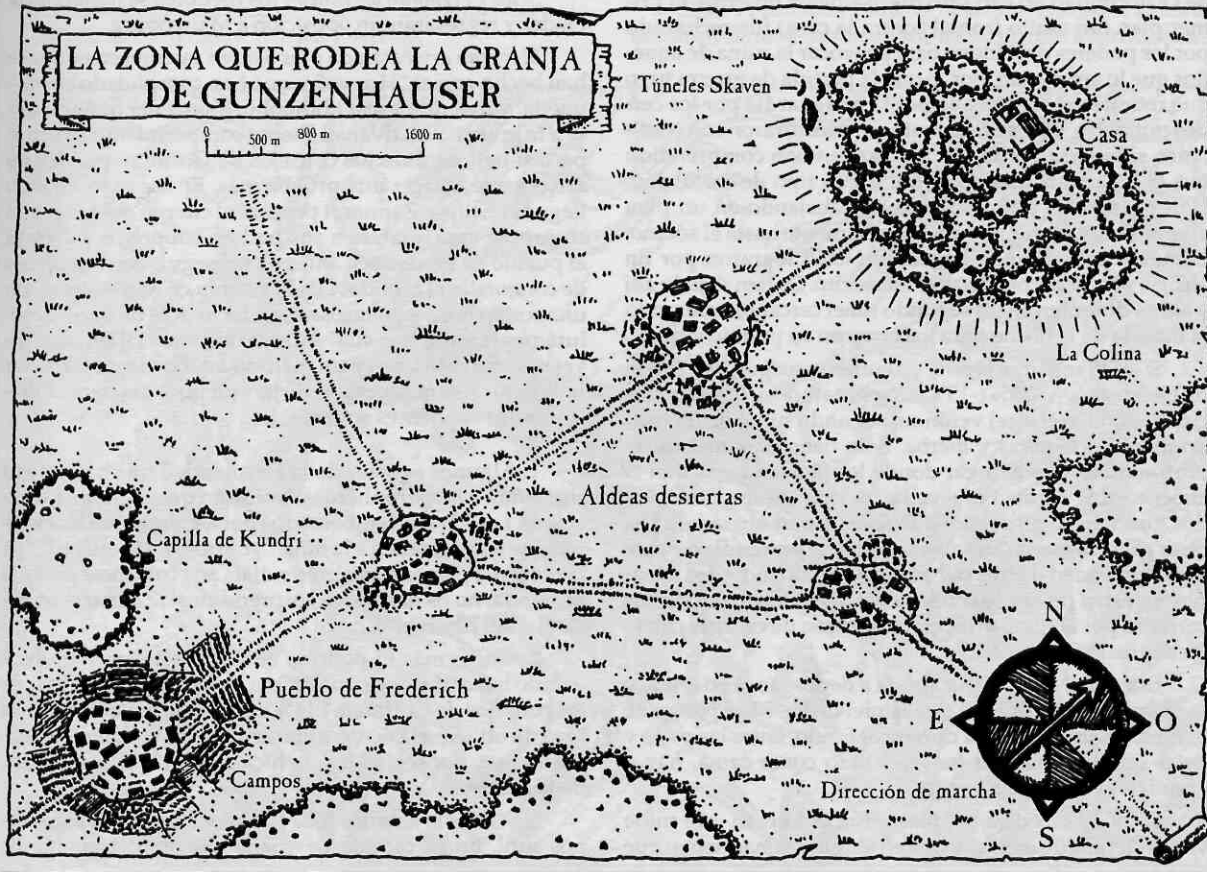 LA ZONA QUE RODEA LA GRANJA
DE GUNZENHAUSER
0 500 m 800 m 1600 m
Túneles Skaven
Casa
La Colina
Aldeas desiertas
Capilla de Kundri
Pueblo de Frederich
Campos
N
E O
Dirección de marcha
S